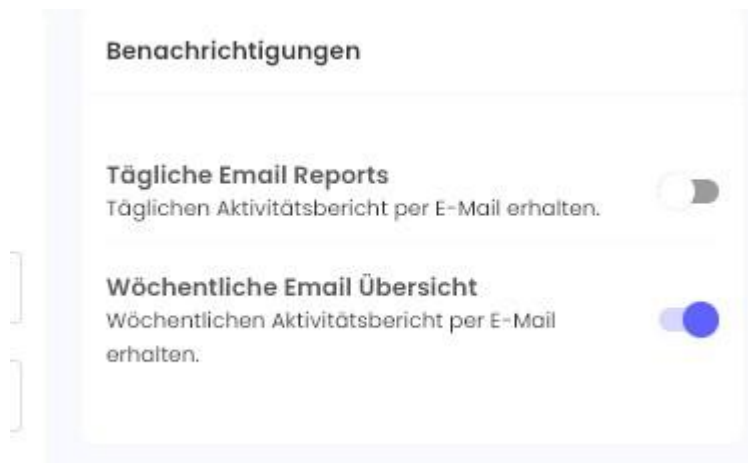 Benachrichtigungen
Tägliche Email Reports
Täglichen Aktivitätsbericht per E-Mail erhalten.
Wöchentliche Email Übersicht
Wöchentlichen Aktivitätsbericht per E-Mail
erhalten.